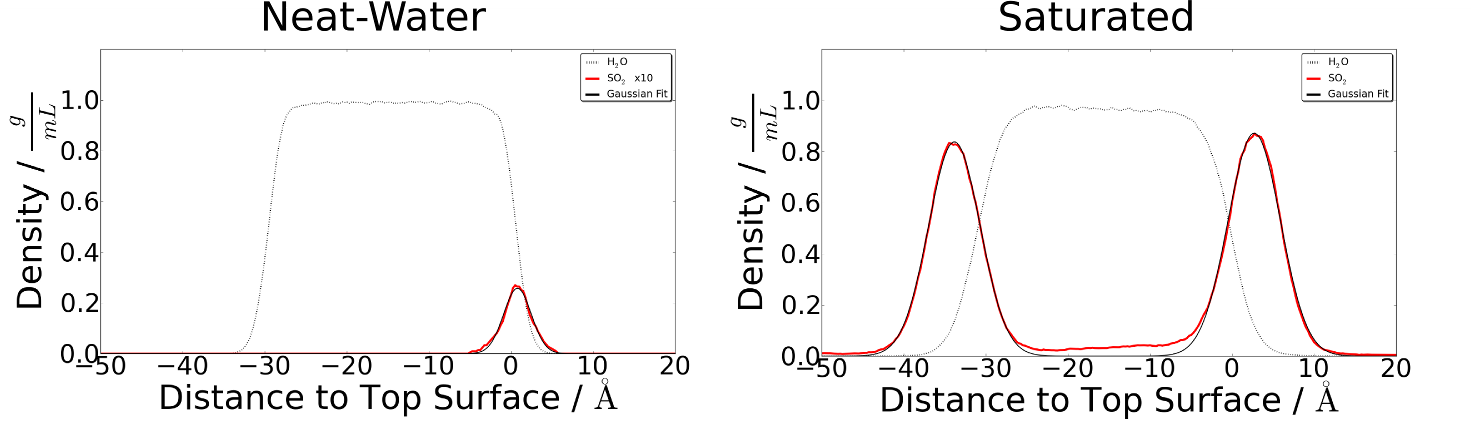 Neat-Water
Density / g/mL
1.0
0.8
0.6
0.4
0.2
0.0
H₂O
SO₂ x10
Gaussian Fit
−50 −40 −30 −20 −10 0 10 20
Distance to Top Surface / Å
Saturated
Density / g/mL
1.0
0.8
0.6
0.4
0.2
0.0
H₂O
SO₂
Gaussian Fit
−50 −40 −30 −20 −10 0 10 20
Distance to Top Surface / Å